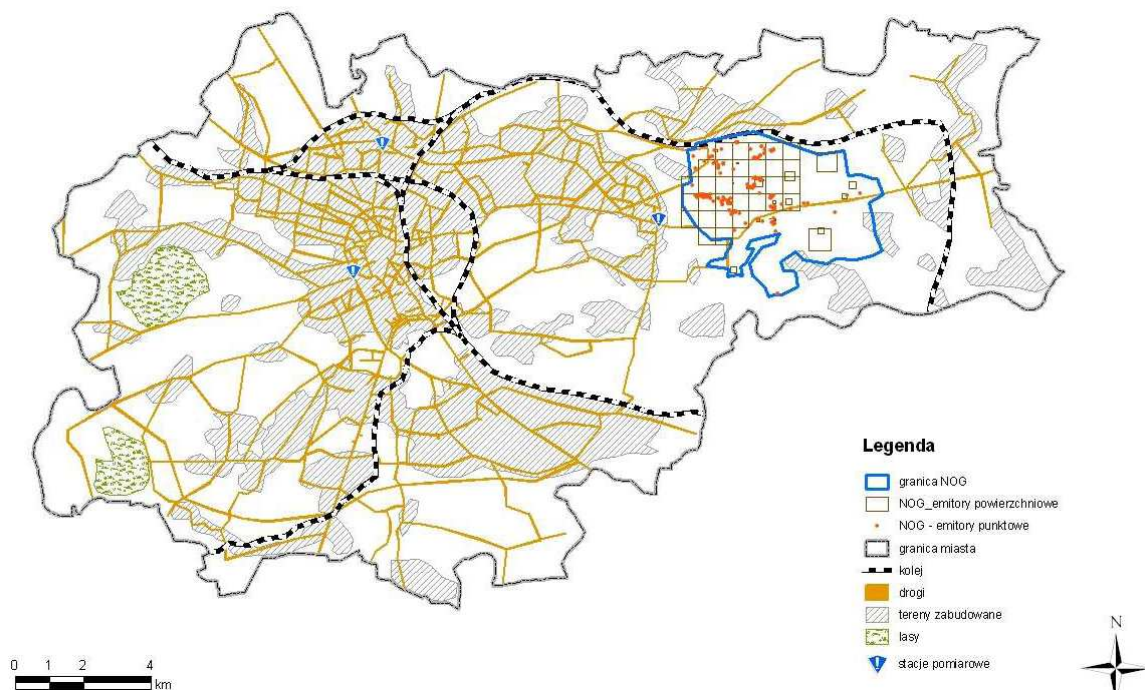 Legenda
granica NOG
NOG_emitory powierzchniowe
NOG - emitory punktowe
granica miasta
kolej
drogi
tereny zabudowane
lasy
stacje pomiarowe
N
0 1 2 4
km